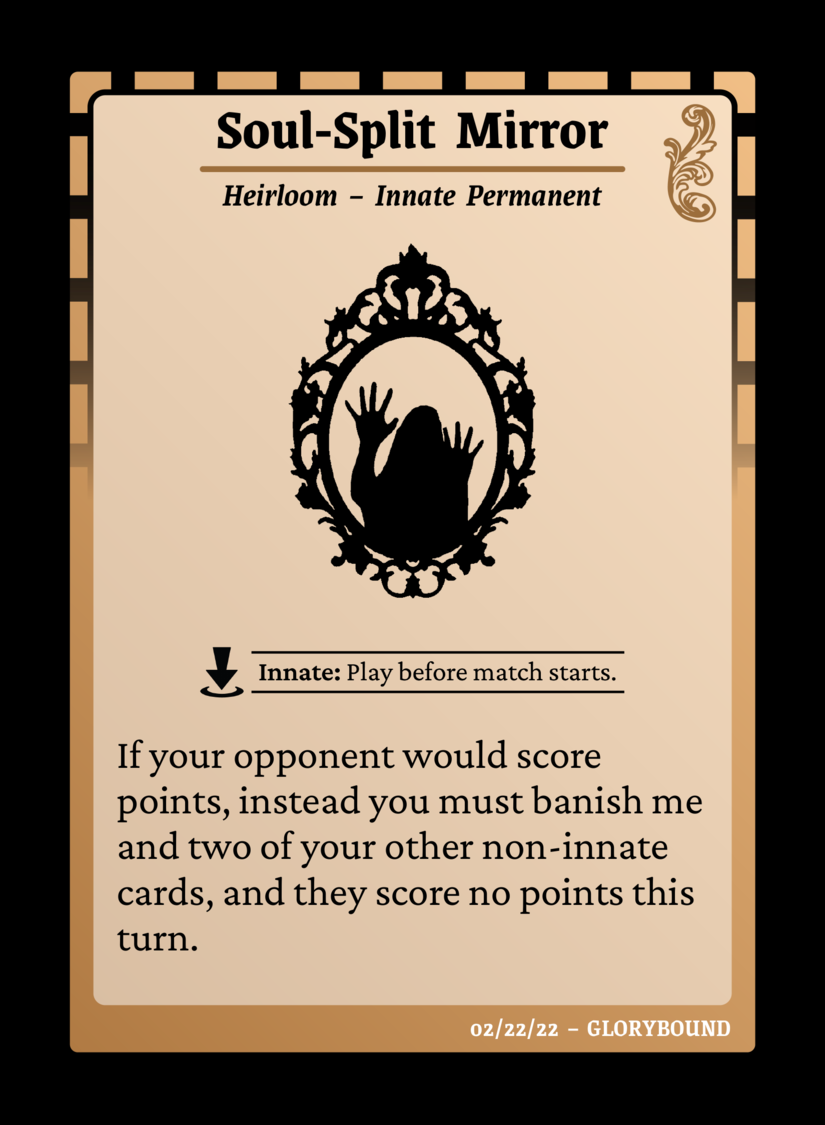 Soul-Split Mirror
Heirloom – Innate Permanent
Innate: Play before match starts.
If your opponent would score
points, instead you must banish me
and two of your other non-innate
cards, and they score no points this
turn.
02/22/22 – GLORYBOUND